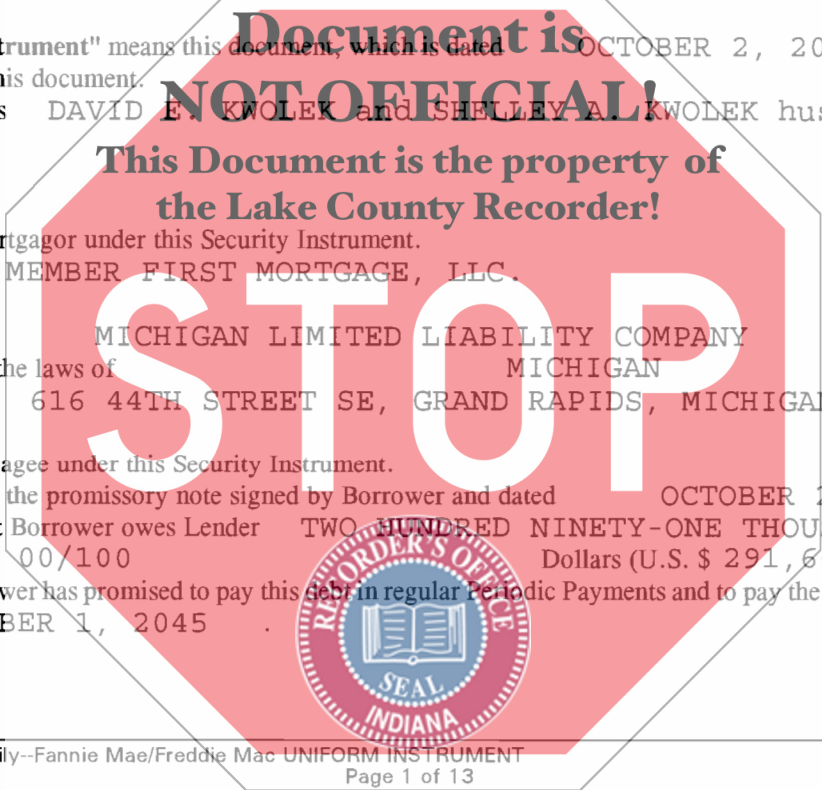 Document is
trument" means this document, which is dated OCTOBER 2, 20
his document.
NOT OFFICIAL!
s DAVID E. KWOLEK and SHELLEY A. KWOLEK hus
This Document is the property of
the Lake County Recorder!
rtgagor under this Security Instrument.
MEMBER FIRST MORTGAGE, LLC.
STOP
MICHIGAN LIMITED LIABILITY COMPANY
the laws of MICHIGAN
616 44TH STREET SE, GRAND RAPIDS, MICHIGAN
agee under this Security Instrument.
the promissory note signed by Borrower and dated OCTOBER 2
t Borrower owes Lender TWO HUNDRED NINETY-ONE THOU
00/100 Dollars (U.S. $ 291,6
wer has promised to pay this debt in regular Periodic Payments and to pay the
BER 1, 2045 .
RECORDER'S OFFICE
SEAL
INDIANA
ily--Fannie Mae/Freddie Mac UNIFORM INSTRUMENT
Page 1 of 13